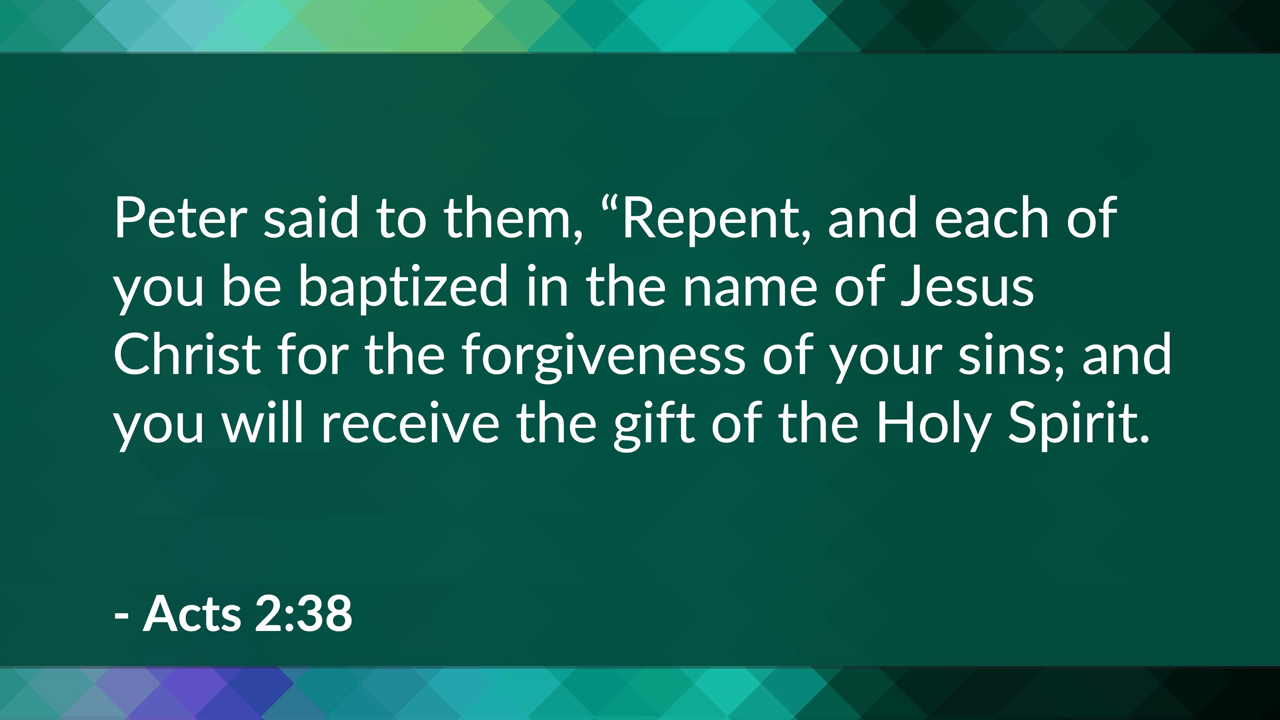 Peter said to them, “Repent, and each of
you be baptized in the name of Jesus
Christ for the forgiveness of your sins; and
you will receive the gift of the Holy Spirit.
- Acts 2:38